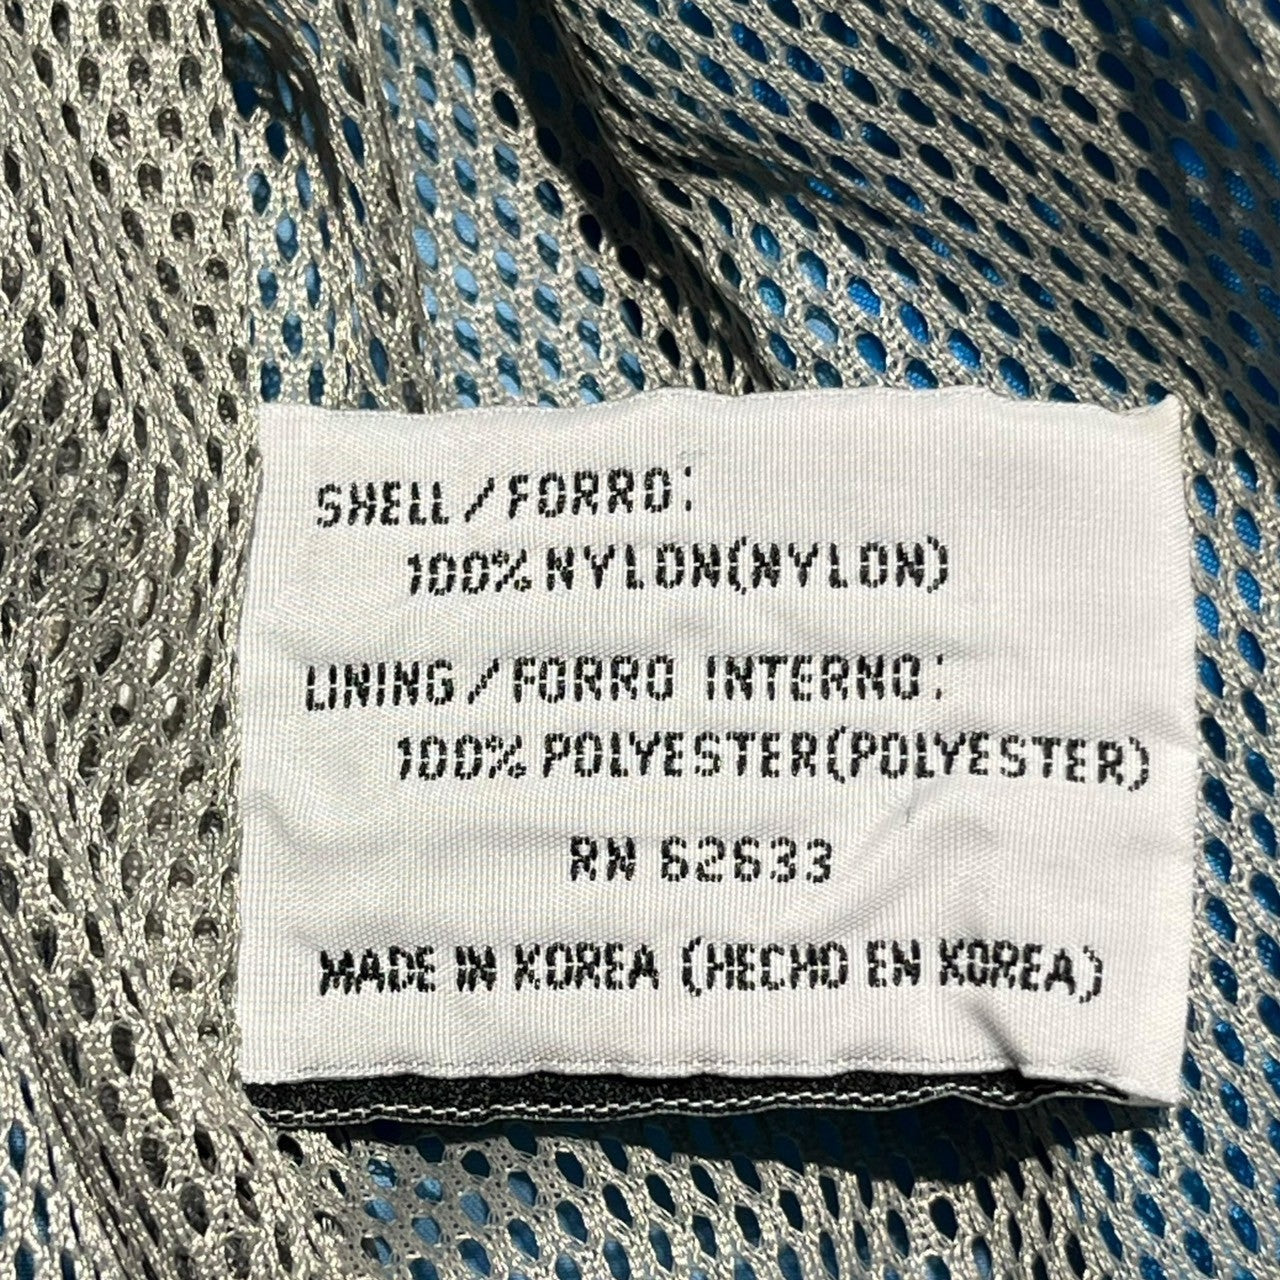 SHELL/FORRO:
100% NYLON(NYLON)
LINING/FORRO INTERNO:
100% POLYESTER(POLYESTER)
RN 62633
MADE IN KOREA (HECHO EN KOREA)